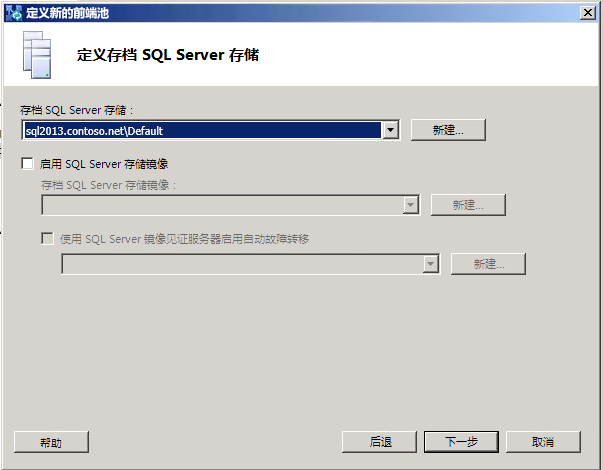 定义新的前端池
定义存档 SQL Server 存储
存档 SQL Server 存储：
sql2013.contoso.net\Default
新建...
启用 SQL Server 存储镜像
存档 SQL Server 存储镜像：
新建...
使用 SQL Server 镜像见证服务器启用自动故障转移
新建...
帮助
后退
下一步
取消